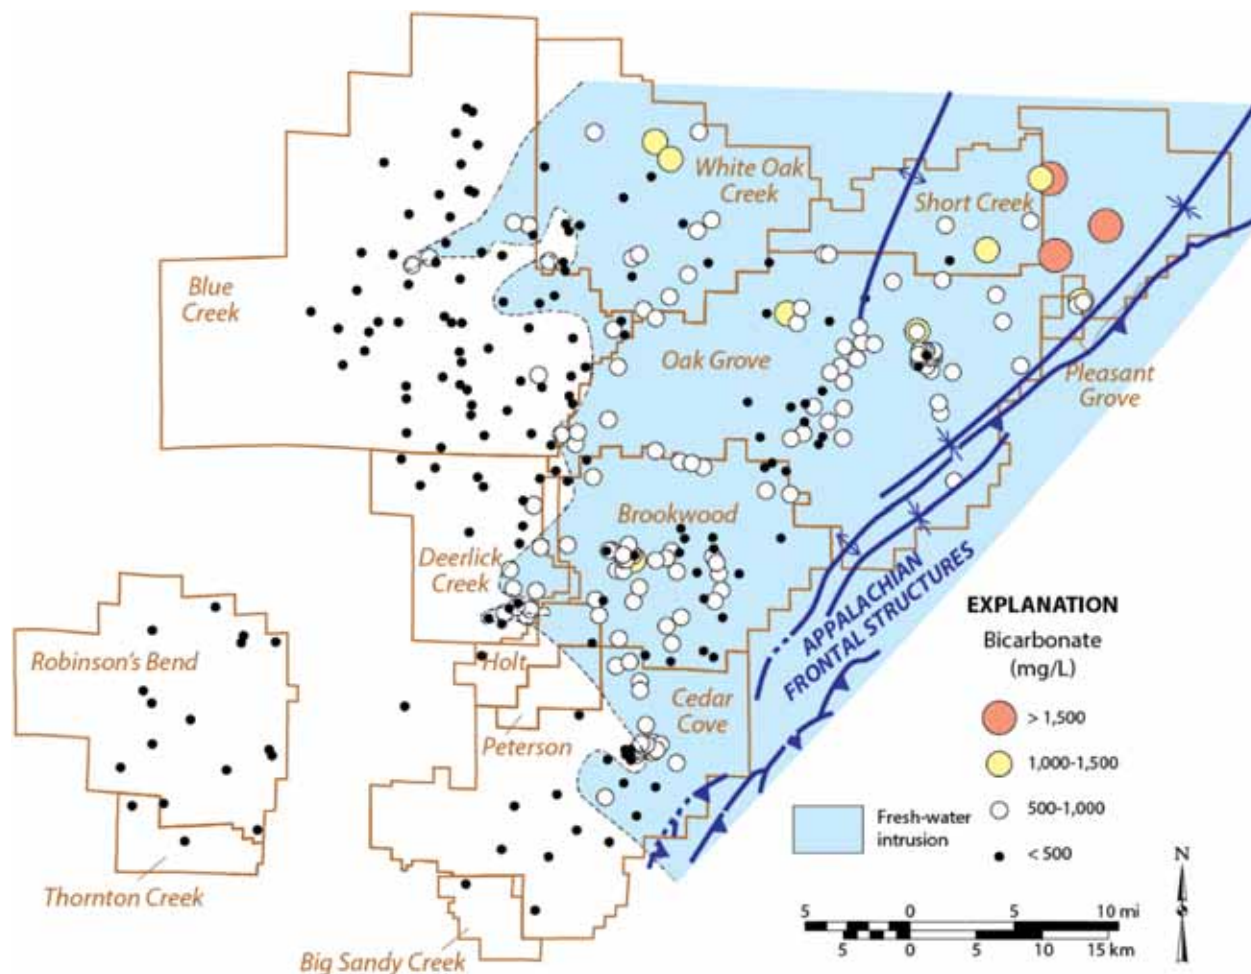 White Oak
Creek
Short Creek
Blue
Creek
Oak Grove
Pleasant
Grove
Brookwood
Deerlick
Creek
APPALACHIAN
FRONTAL STRUCTURES
Robinson's Bend
Holt
Cedar
Cove
Peterson
Thornton Creek
Big Sandy Creek
EXPLANATION
Bicarbonate
(mg/L)
> 1,500
1,000-1,500
500-1,000
< 500
Fresh-water
intrusion
N
5 0 5 10 mi
5 0 5 10 15 km